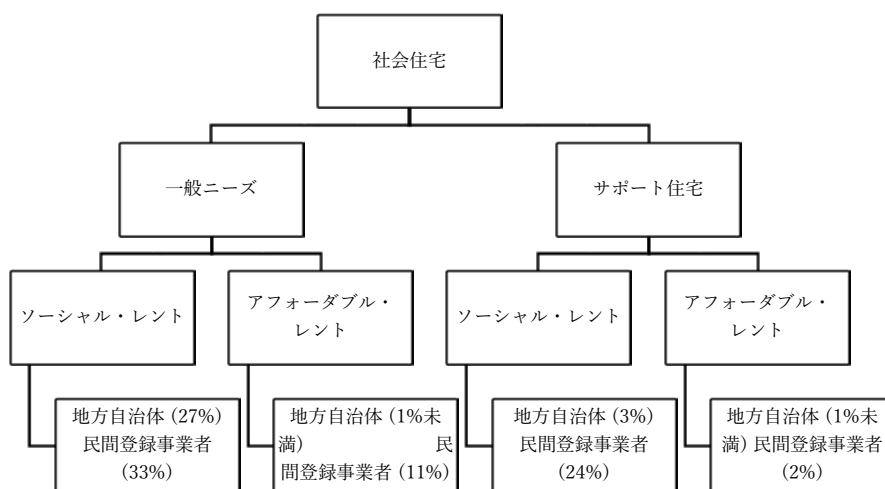 社会住宅
一般ニーズ
サポート住宅
ソーシャル・レント
アフォーダブル・
レント
ソーシャル・レント
アフォーダブル・
レント
地方自治体 (27%)
民間登録事業者
(33%)
地方自治体 (1%未
満) 民
間登録事業者 (11%)
地方自治体 (3%)
民間登録事業者
(24%)
地方自治体 (1%未
満) 民間登録事業者
(2%)